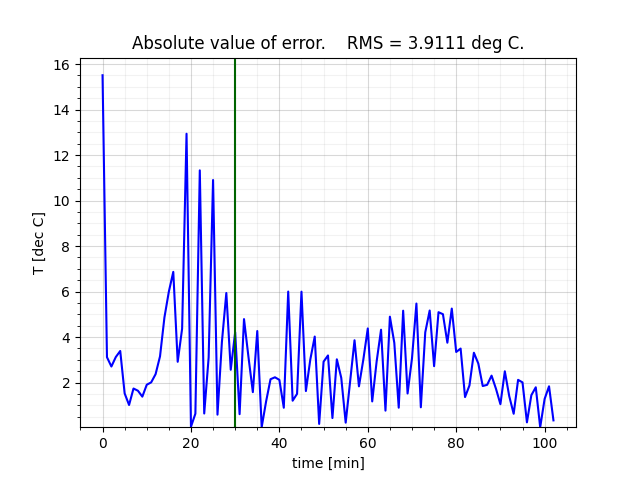 Absolute value of error.    RMS = 3.9111 deg C.
16
14
12
10
8
6
4
2
T [dec C]
0 20 40 60 80 100
time [min]